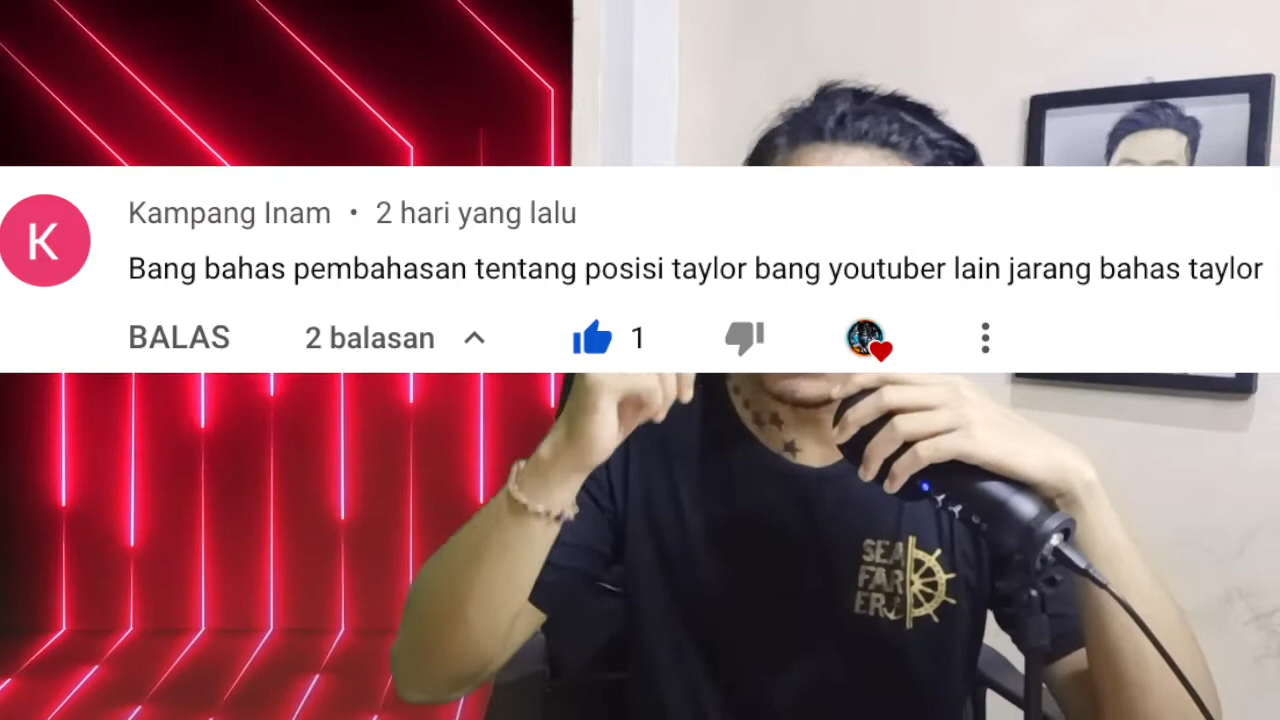 K
Kampang Inam • 2 hari yang lalu
Bang bahas pembahasan tentang posisi taylor bang youtuber lain jarang bahas taylor
BALAS 2 balasan 1
SEA
FAR
ER